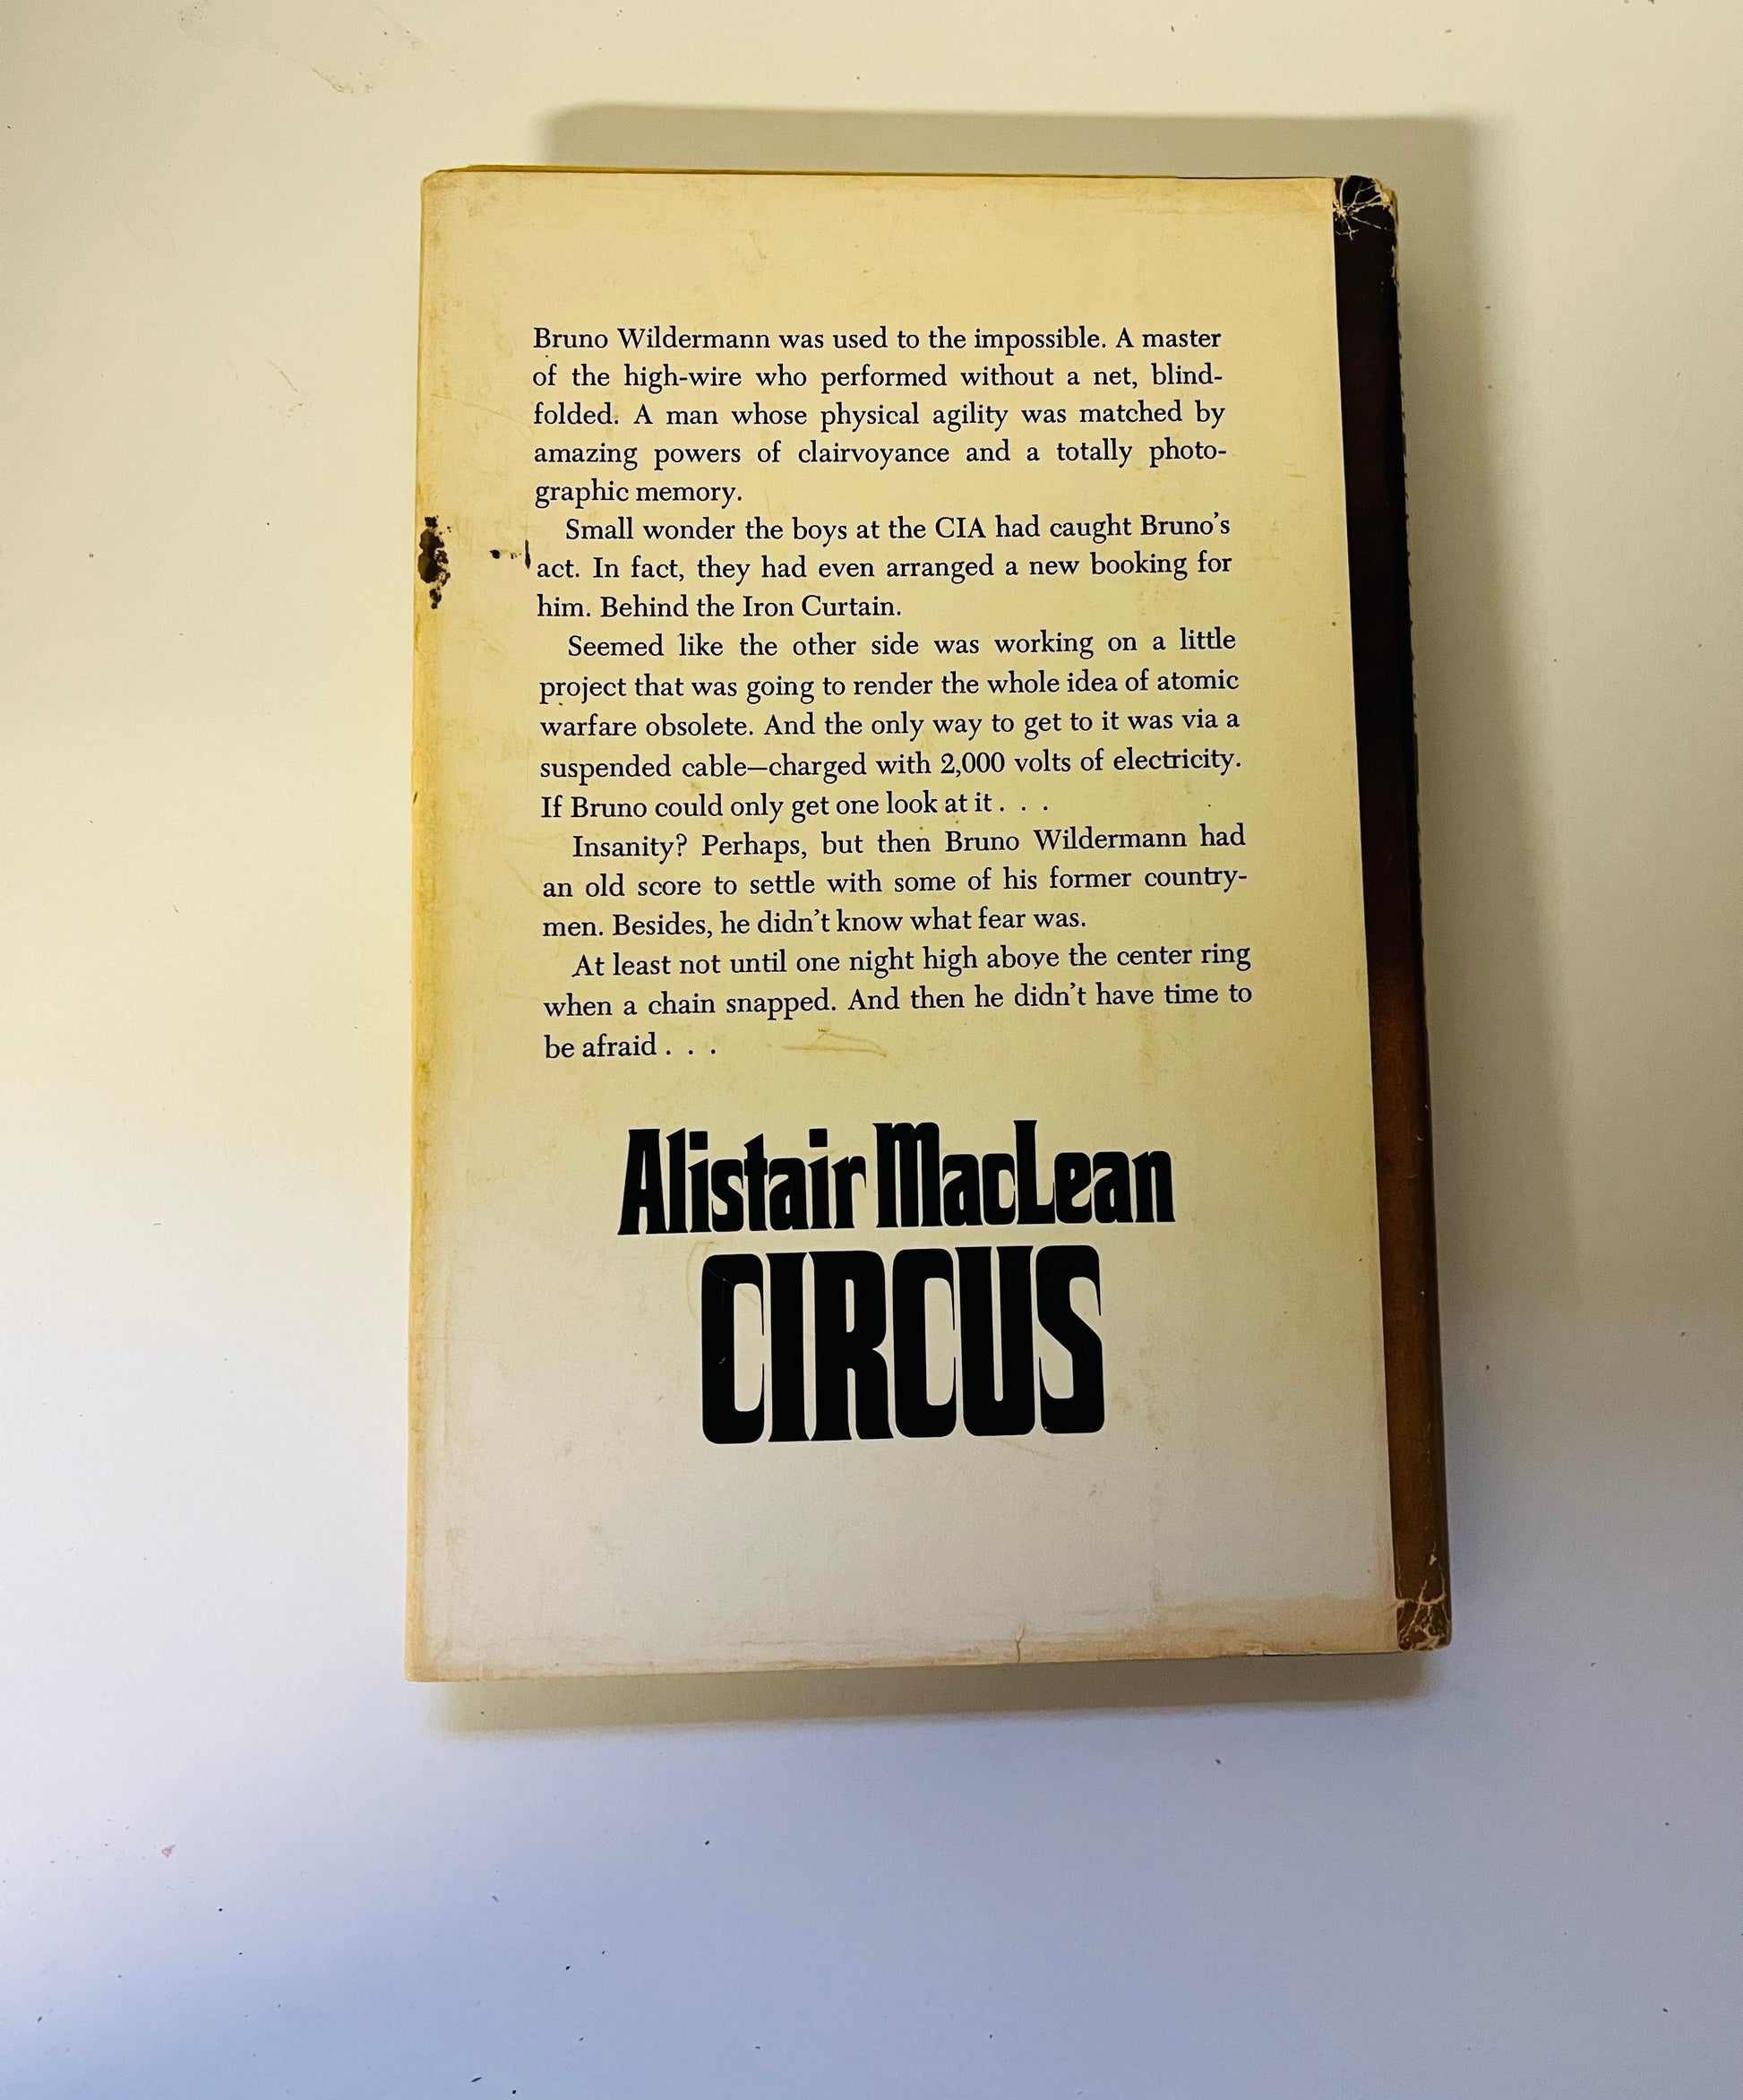 Bruno Wildermann was used to the impossible. A master
of the high-wire who performed without a net, blind-
folded. A man whose physical agility was matched by
amazing powers of clairvoyance and a totally photo-
graphic memory.
Small wonder the boys at the CIA had caught Bruno's
act. In fact, they had even arranged a new booking for
him. Behind the Iron Curtain.
Seemed like the other side was working on a little
project that was going to render the whole idea of atomic
warfare obsolete. And the only way to get to it was via a
suspended cable—charged with 2,000 volts of electricity.
If Bruno could only get one look at it . . .
Insanity? Perhaps, but then Bruno Wildermann had
an old score to settle with some of his former country-
men. Besides, he didn't know what fear was.
At least not until one night high above the center ring
when a chain snapped. And then he didn't have time to
be afraid . . .
Alistair MacLean
CIRCUS